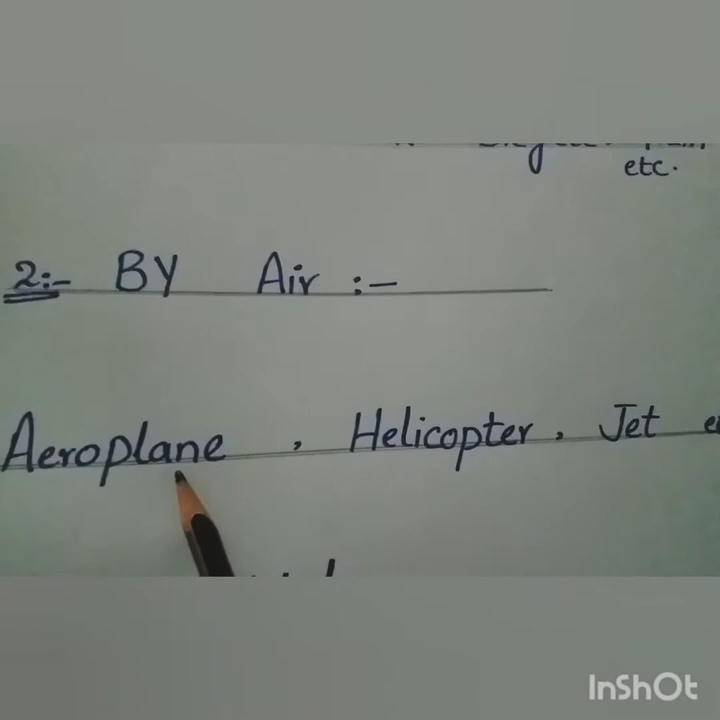 etc.
2:- BY Air :-
Aeroplane , Helicopter , Jet
InShOt